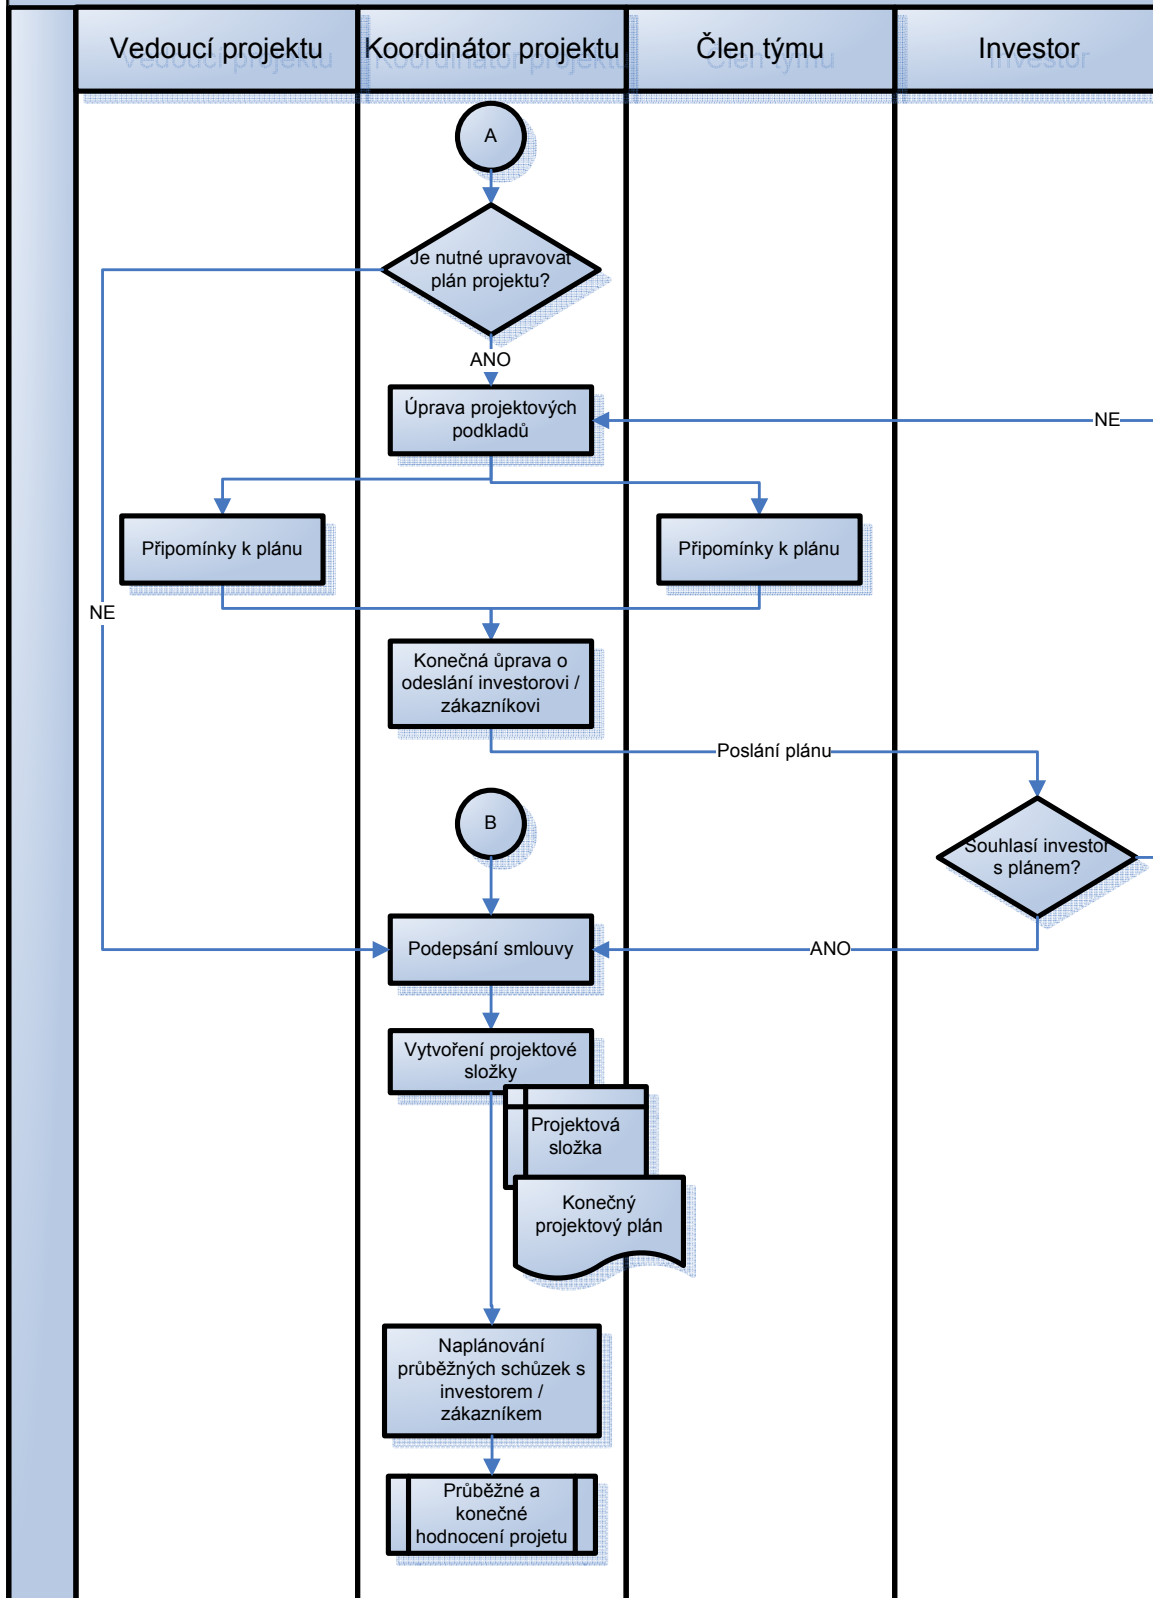 Vedoucí projektu
Koordinátor projektu
Člen týmu
Investor
A
Je nutné upravovat
plán projektu?
ANO
Úprava projektových
podkladů
NE
Připomínky k plánu
Připomínky k plánu
NE
Konečná ůprava o
odeslání investorovi /
zákazníkovi
Poslání plánu
B
Souhlasí investor
s plánem?
Podepsání smlouvy
ANO
Vytvoření projektové
složky
Projektová
složka
Konečný
projektový plán
Naplánování
průběžných schůzek s
investorem /
zákazníkem
Průběžné a
konečné
hodnocení projetu